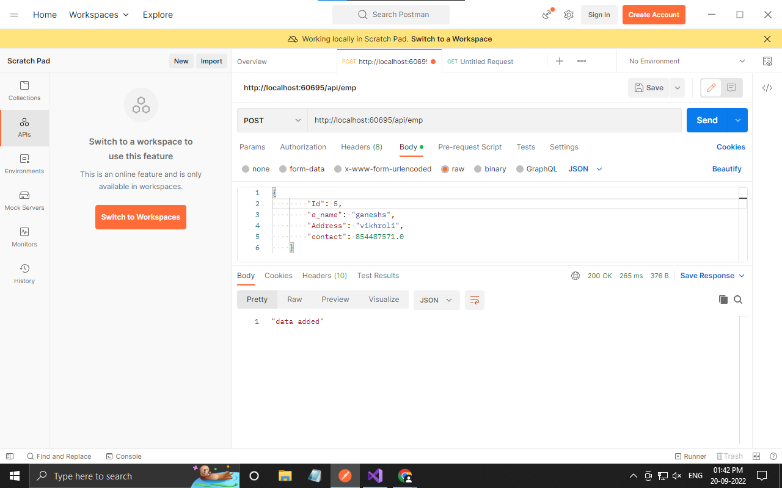 Home Workspaces Explore Search Postman Sign In Create Account
Working locally in Scratch Pad. Switch to a Workspace
Scratch Pad New Import Overview POST http://localhost:60695 GET Untitled Request No Environment
http://localhost:60695/api/emp Save
Collections
APIs
Environments
Mock Servers
Monitors
History
Switch to a workspace to
use this feature
This is an online feature and is only
available in workspaces.
Switch to Workspaces
POST http://localhost:60695/api/emp Send
Params Authorization Headers (8) Body Pre-request Script Tests Settings Cookies
none form-data x-www-form-urlencoded raw binary GraphQL JSON Beautify
1 {
2 "Id": 5,
3 "e_name": "ganeshs",
4 "Address": "vikhroli",
5 "contact": 854487571.0
6 }
Body Cookies Headers (10) Test Results 200 OK 265 ms 376 B Save Response
Pretty Raw Preview Visualize JSON
1 "data added"
Find and Replace Console Runner Trash
Type here to search ENG 01:42 PM
20-09-2022